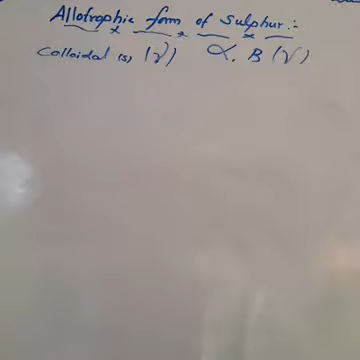 Allotrophic form of Sulphur :-
Colloidal (s) (γ) α, β (γ)